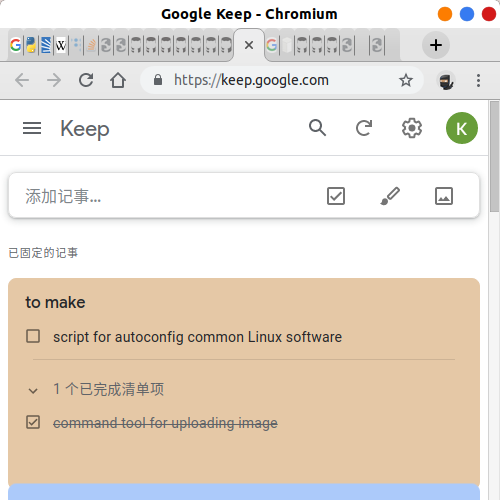 Google Keep - Chromium
https://keep.google.com
Keep
K
添加记事...
已固定的记事
to make
script for autoconfig common Linux software
1 个已完成清单项
command tool for uploading image